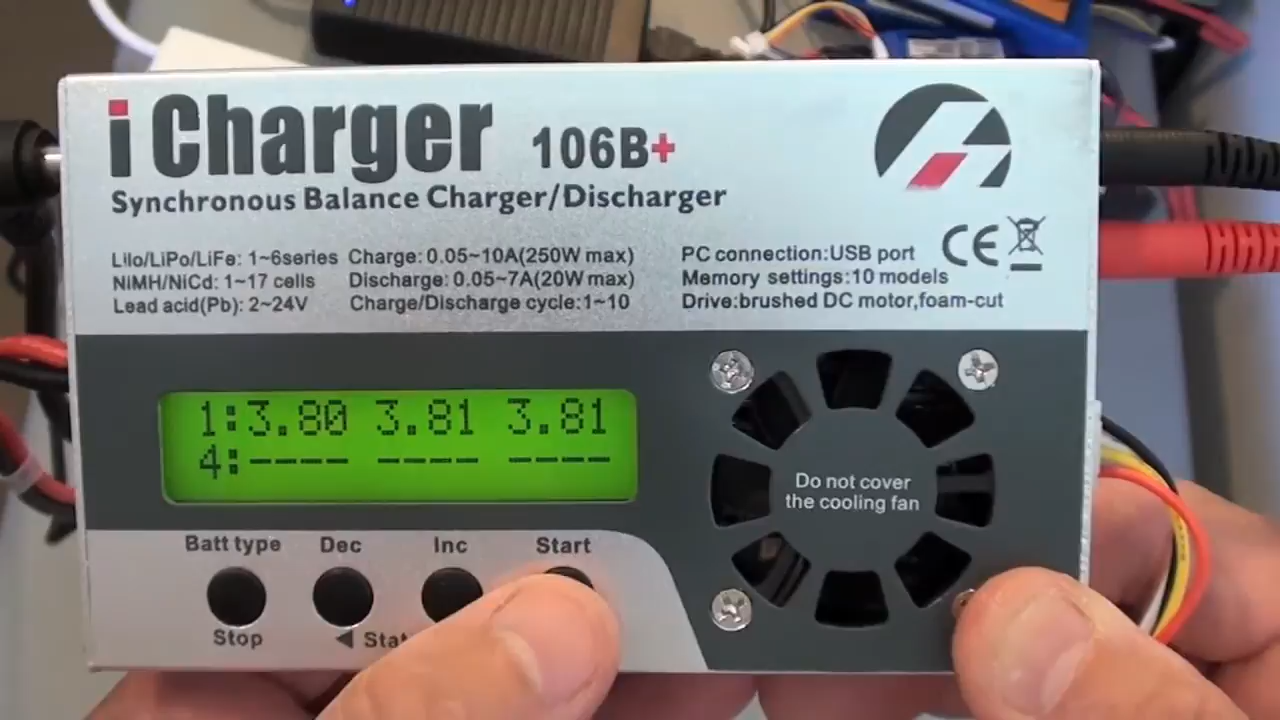 iCharger 106B+
Synchronous Balance Charger/Discharger
LiIo/LiPo/LiFe: 1~6series Charge: 0.05~10A(250W max) PC connection:USB port
NiMH/NiCd: 1~17 cells Discharge: 0.05~7A(20W max) Memory settings:10 models
Lead acid(Pb): 2~24V Charge/Discharge cycle:1~10 Drive:brushed DC motor,foam-cut
CE
1:3.80 3.81 3.81
4:---- ---- ----
Do not cover
the cooling fan
Batt type Dec Inc Start
Stop ◀